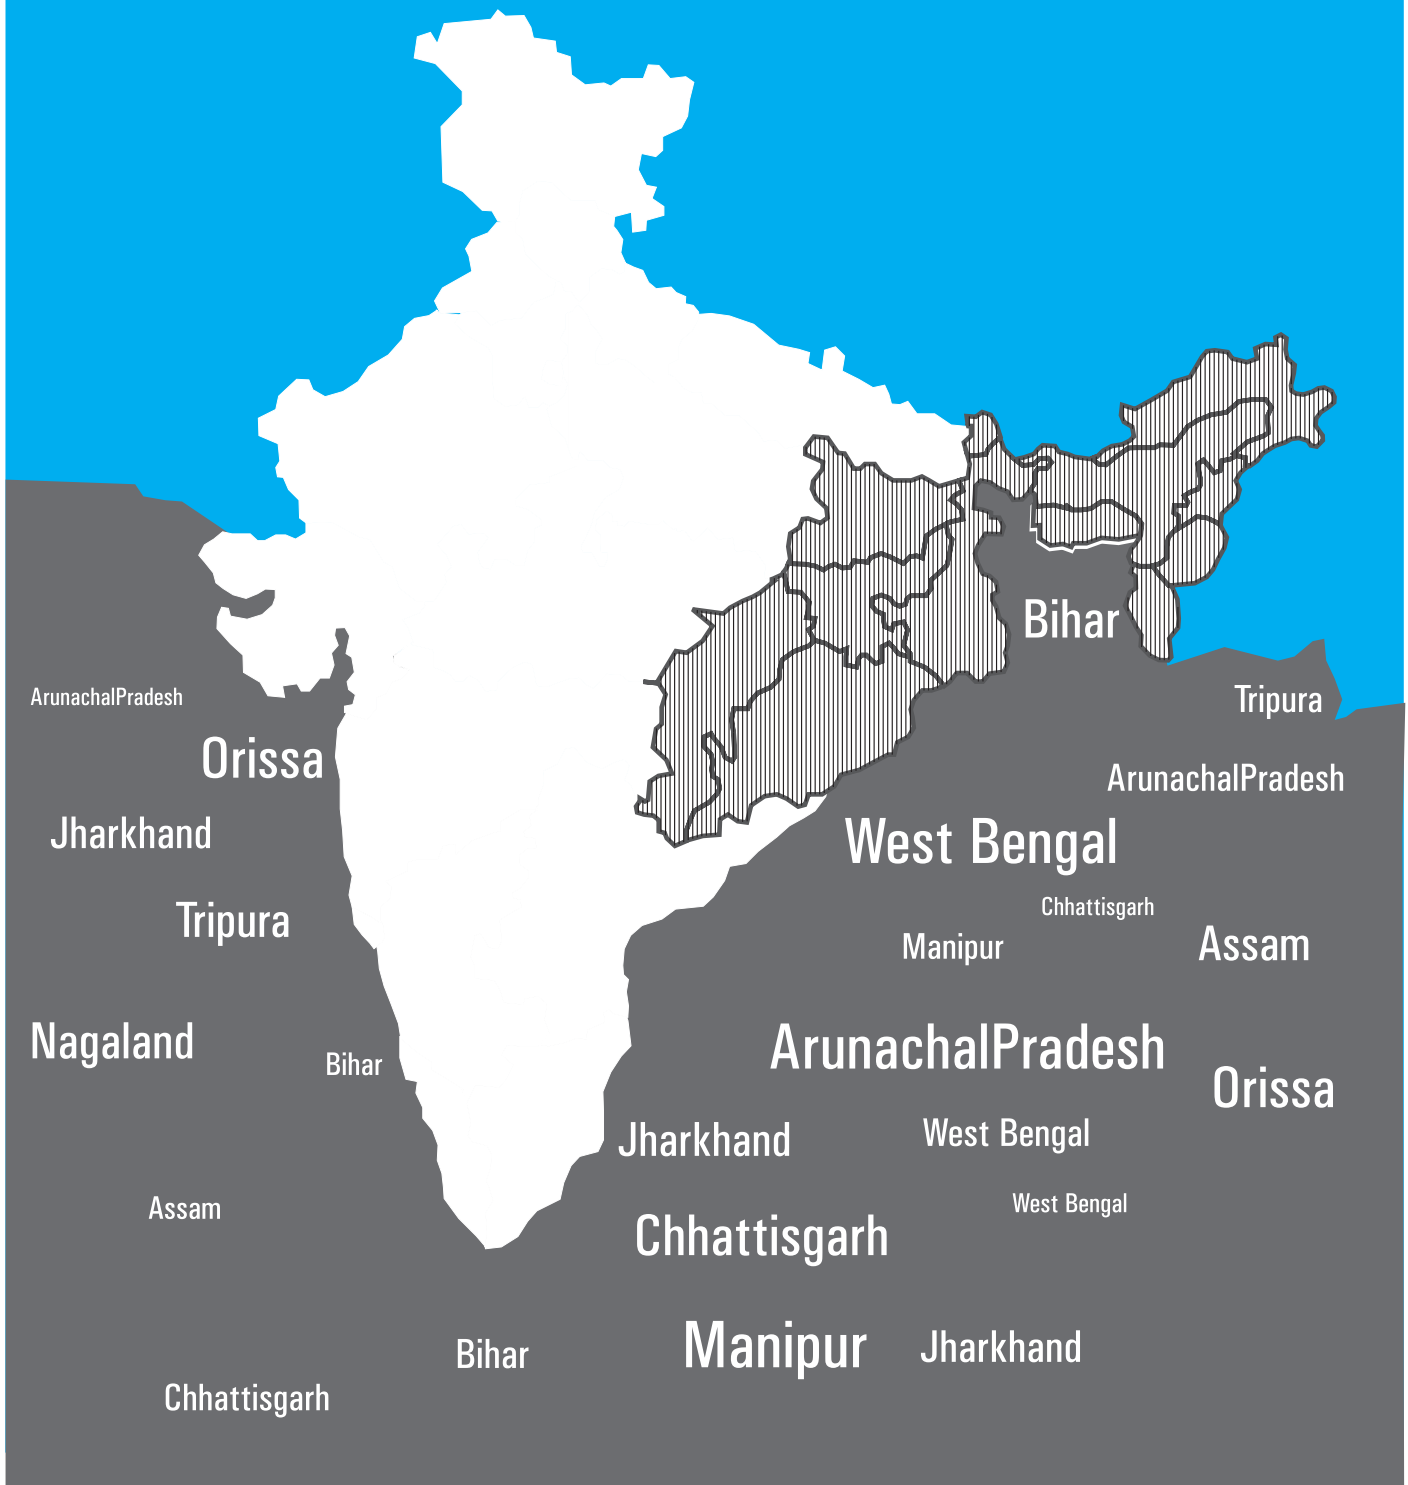 Bihar
ArunachalPradesh
Tripura
Orissa
ArunachalPradesh
Jharkhand
West Bengal
Chhattisgarh
Tripura
Manipur
Assam
Nagaland
ArunachalPradesh
Bihar
Orissa
Jharkhand
West Bengal
Assam
West Bengal
Chhattisgarh
Manipur
Jharkhand
Bihar
Chhattisgarh